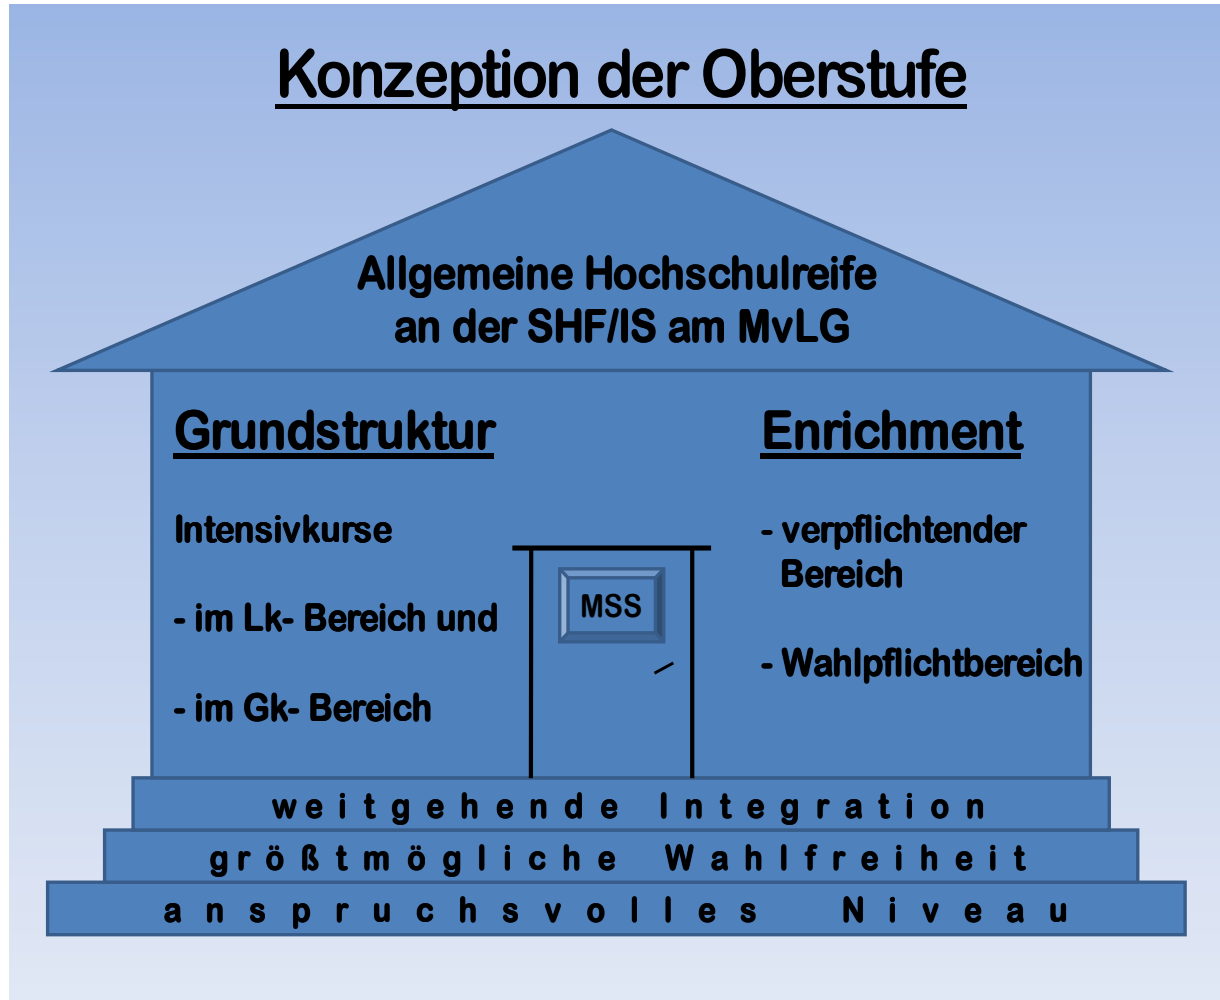 Konzeption der Oberstufe
Allgemeine Hochschulreife
an der SHF/IS am MvLG
Grundstruktur
Intensivkurse
- im Lk- Bereich und
- im Gk- Bereich
MSS
Enrichment
- verpflichtender
Bereich
- Wahlpflichtbereich
weitgehende Integration
größtmögliche Wahlfreiheit
anspruchsvolles Niveau